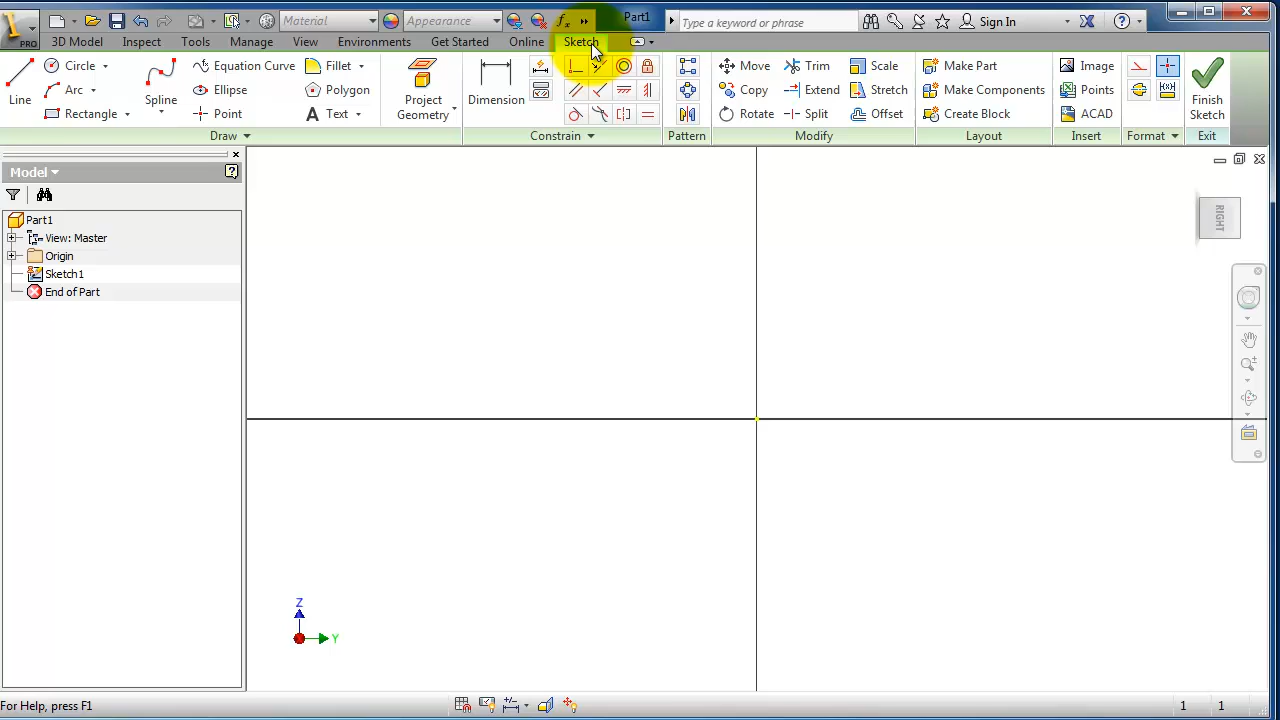 PRO
Material
Appearance
fx
Part1
Type a keyword or phrase
Sign In
3D Model
Inspect
Tools
Manage
View
Environments
Get Started
Online
Sketch
Line
Circle
Arc
Rectangle
Spline
Equation Curve
Ellipse
Point
Fillet
Polygon
A Text
Project
Geometry
Dimension
Move
Copy
Rotate
Trim
Extend
Split
Scale
Stretch
Offset
Make Part
Make Components
Create Block
Image
Points
ACAD
Finish
Sketch
Draw
Constrain
Pattern
Modify
Layout
Insert
Format
Exit
Model
Part1
View: Master
Origin
Sketch1
End of Part
RIGHT
Z
Y
For Help, press F1
1
1